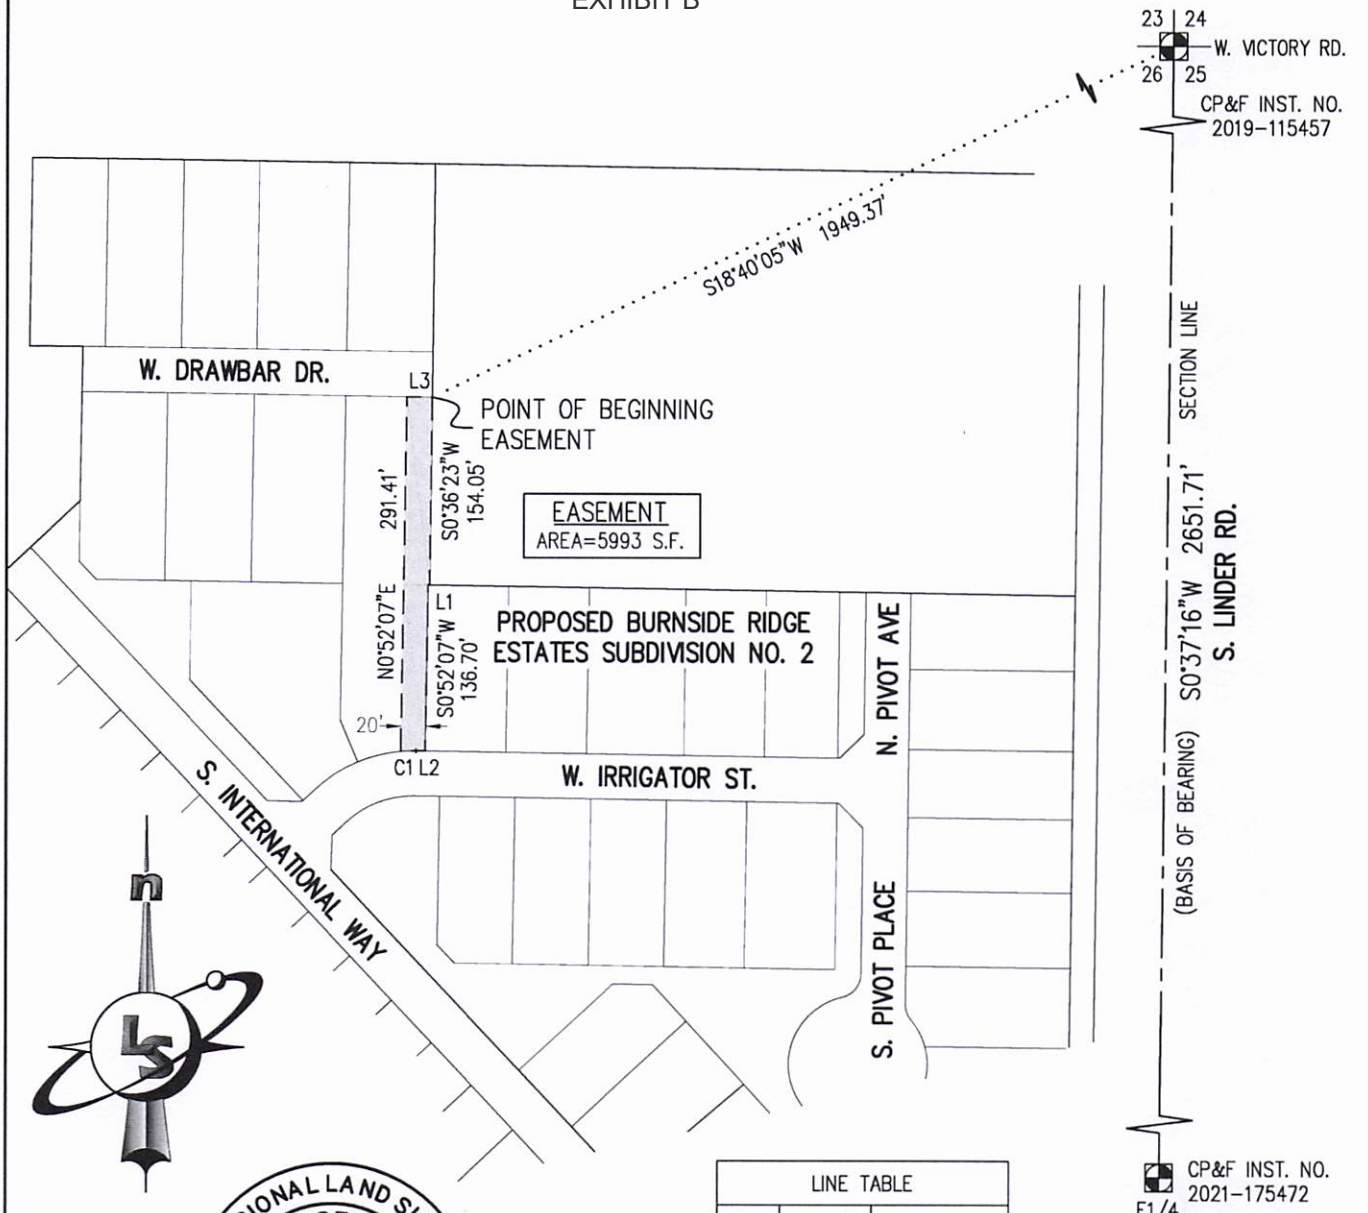 EXHIBIT B
23 24
W. VICTORY RD.
26 25
CP&F INST. NO.
2019-115457
S18°40'05"W 1949.37'
W. DRAWBAR DR.
L3
POINT OF BEGINNING
EASEMENT
291.41'
N0°52'07"E
S0°36'23"W
154.05'
EASEMENT
AREA=5993 S.F.
L1
S0°52'07"W
136.70'
PROPOSED BURNSIDE RIDGE
ESTATES SUBDIVISION NO. 2
20'
C1 L2
W. IRRIGATOR ST.
N. PIVOT AVE
S. PIVOT PLACE
S. INTERNATIONAL WAY
(BASIS OF BEARING) S0°37'16"W 2651.71' SECTION LINE
S. LINDER RD.
n
LS
LINE TABLE
CP&F INST. NO.
2021-175472
E1/4